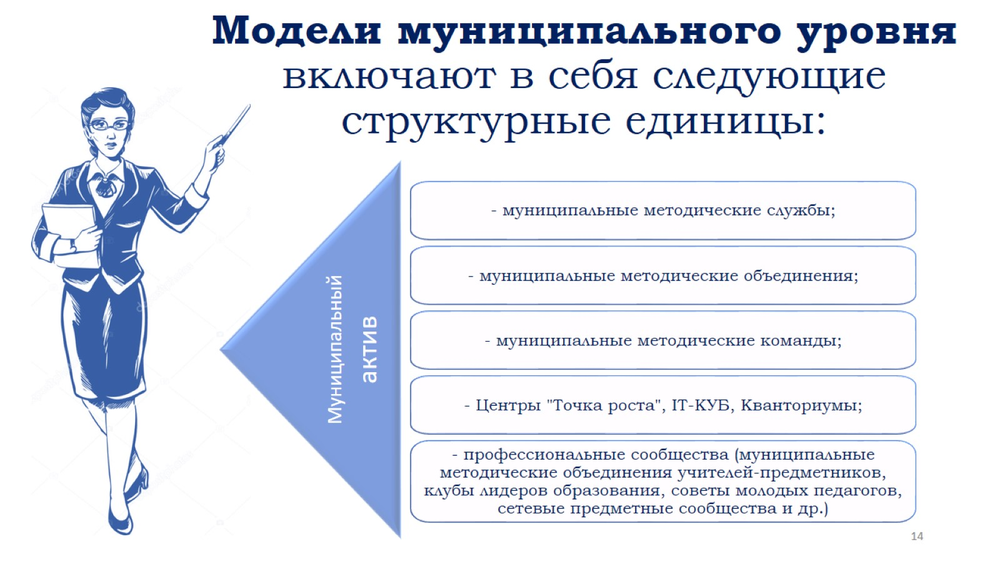 Модели муниципального уровня
включают в себя следующие
структурные единицы:
Муниципальный
актив
- муниципальные методические службы;
- муниципальные методические объединения;
- муниципальные методические команды;
- Центры "Точка роста", IT-КУБ, Кванториумы;
- профессиональные сообщества (муниципальные
методические объединения учителей-предметников,
клубы лидеров образования, советы молодых педагогов,
сетевые предметные сообщества и др.)
14